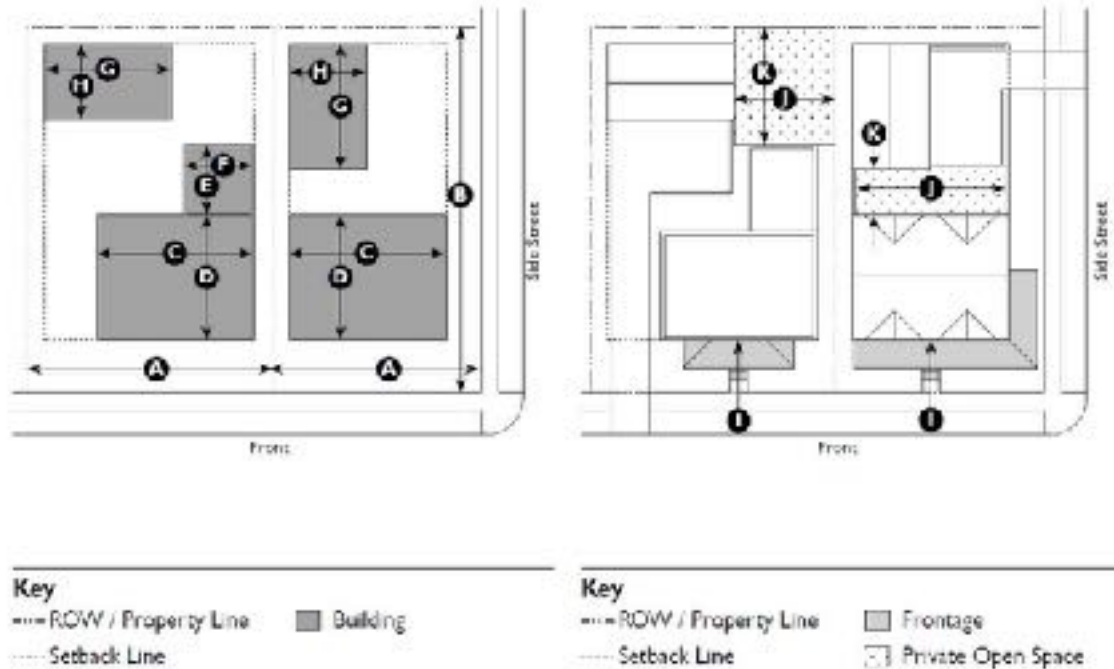 H G
H
G
F
E
B
C
D
C
D
A
A
Side Street
Front
K
J
K
J
I
I
Side Street
Front
Key
ROW / Property Line
Building
Setback Line
Key
ROW / Property Line
Frontage
Setback Line
Private Open Space